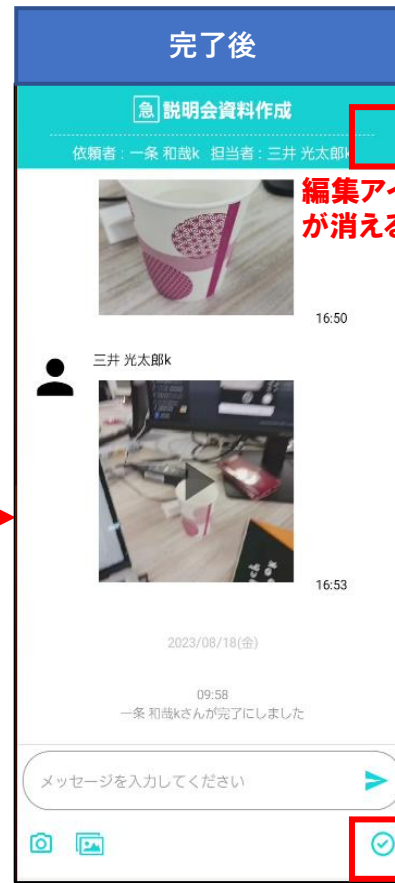 完了後
急 説明会資料作成
依頼者 : 一条 和哉k 担当者 : 三井 光太郎k
編集アイ
が消える
16:50
三井 光太郎k
16:53
2023/08/18(金)
09:58
一条 和哉kさんが完了にしました
メッセージを入力してください